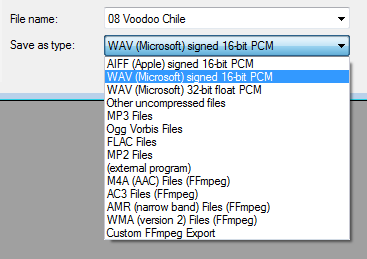 File name: 08 Voodoo Chile
Save as type: WAV (Microsoft) signed 16-bit PCM
AIFF (Apple) signed 16-bit PCM
WAV (Microsoft) signed 16-bit PCM
WAV (Microsoft) 32-bit float PCM
Other uncompressed files
MP3 Files
Ogg Vorbis Files
FLAC Files
MP2 Files
(external program)
M4A (AAC) Files (FFmpeg)
AC3 Files (FFmpeg)
AMR (narrow band) Files (FFmpeg)
WMA (version 2) Files (FFmpeg)
Custom FFmpeg Export